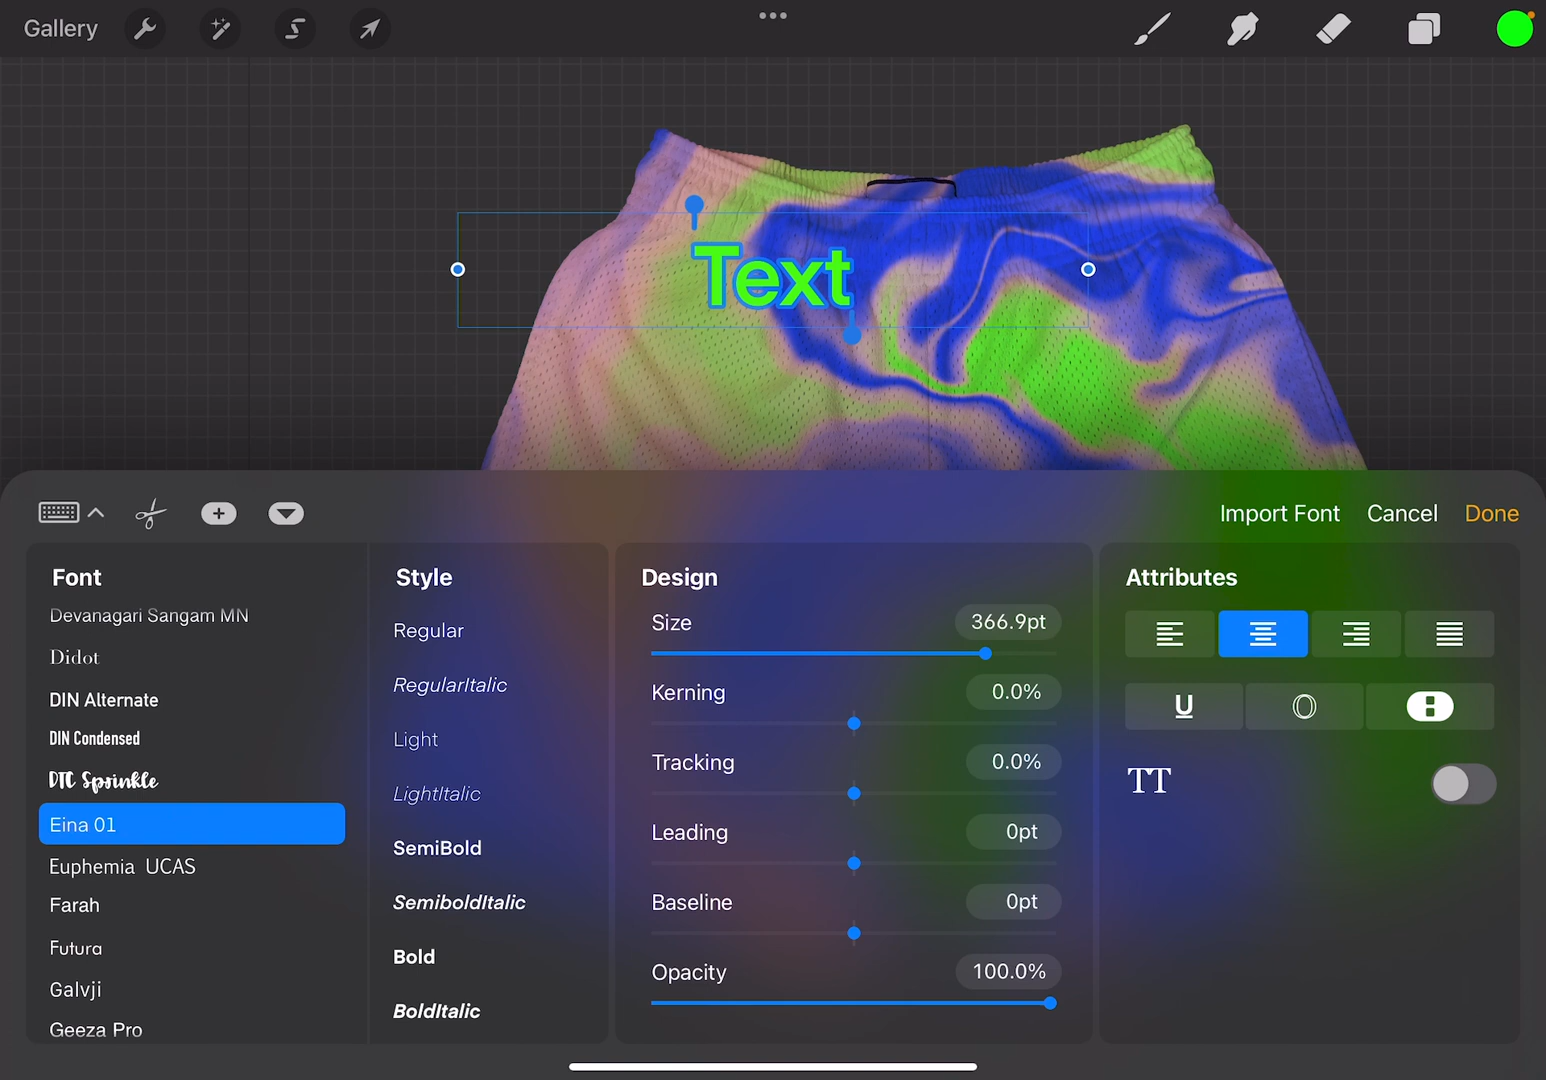 Gallery
Text
Import Font
Cancel
Done
Font
Devanagari Sangam MN
Didot
DIN Alternate
DIN Condensed
DTC Sprinkle
Eina 01
Euphemia UCAS
Farah
Futura
Galvji
Geeza Pro
Style
Regular
RegularItalic
Light
LightItalic
SemiBold
SemiboldItalic
Bold
BoldItalic
Design
Size 366.9pt
Kerning 0.0%
Tracking 0.0%
Leading 0pt
Baseline 0pt
Opacity 100.0%
Attributes
U O
TT